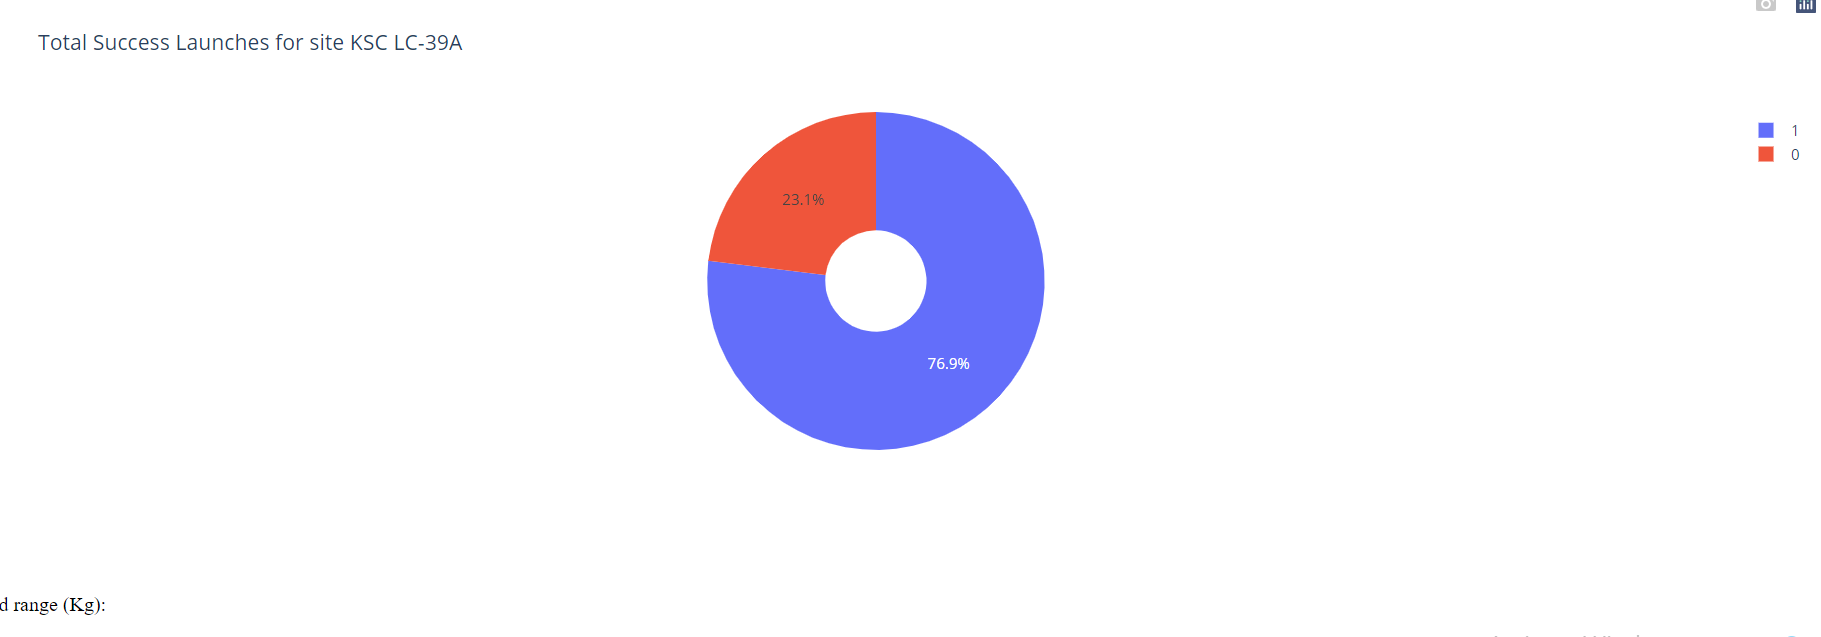 Total Success Launches for site KSC LC-39A
1
0
23.1%
76.9%
d range (Kg):